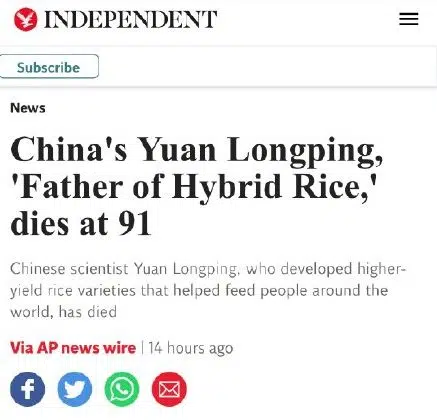 INDEPENDENT
Subscribe
News
China's Yuan Longping,
'Father of Hybrid Rice,'
dies at 91
Chinese scientist Yuan Longping, who developed higher-
yield rice varieties that helped feed people around the
world, has died
Via AP news wire | 14 hours ago